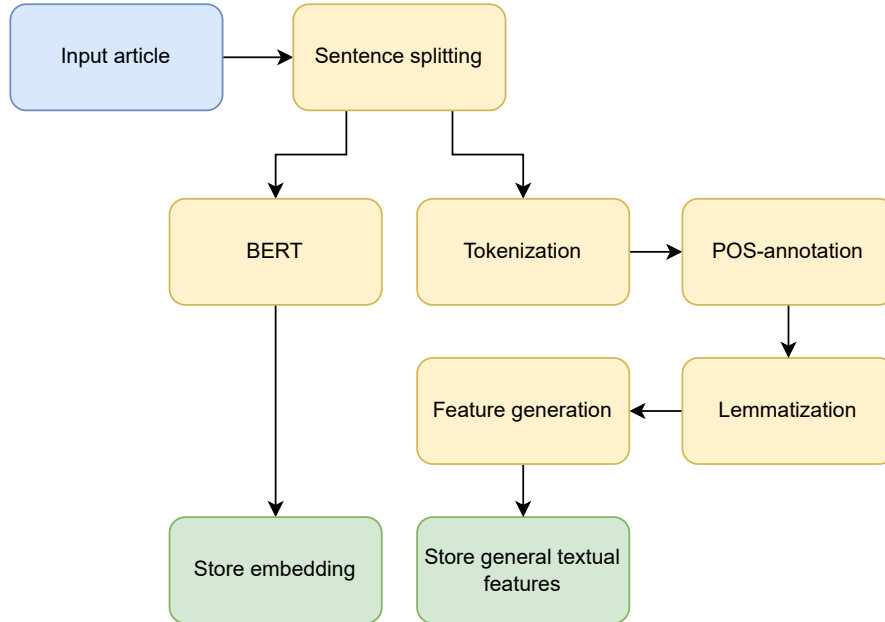 Input article
Sentence splitting
BERT
Tokenization
POS-annotation
Feature generation
Lemmatization
Store embedding
Store general textual
features